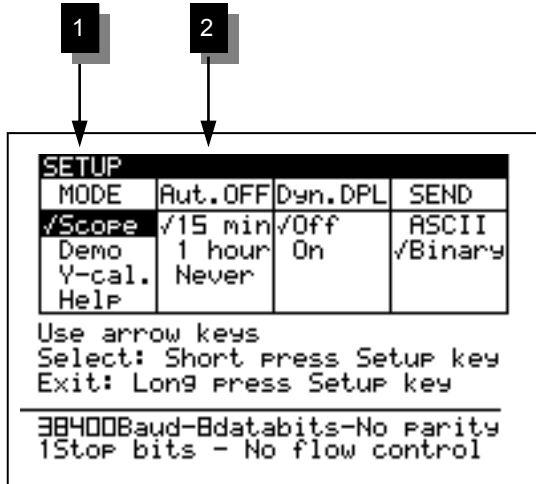 1 2
SETUP
MODE Aut.OFF Dyn.DPL SEND
√Scope √15 min √Off ASCII
Demo 1 hour On √Binary
Y-cal. Never
Help
Use arrow keys
Select: Short press Setup key
Exit: Long press Setup key
38400Baud-8databits-No parity
1Stop bits - No flow control